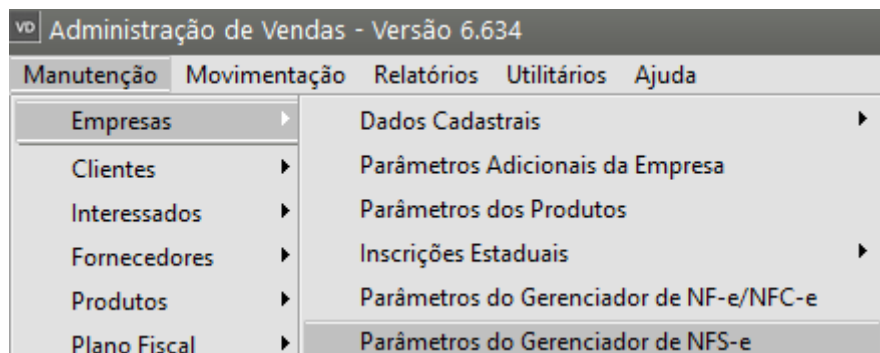 VD Administração de Vendas - Versão 6.634
Manutenção Movimentação Relatórios Utilitários Ajuda
Empresas
Clientes
Interessados
Fornecedores
Produtos
Plano Fiscal
Dados Cadastrais
Parâmetros Adicionais da Empresa
Parâmetros dos Produtos
Inscrições Estaduais
Parâmetros do Gerenciador de NF-e/NFC-e
Parâmetros do Gerenciador de NFS-e